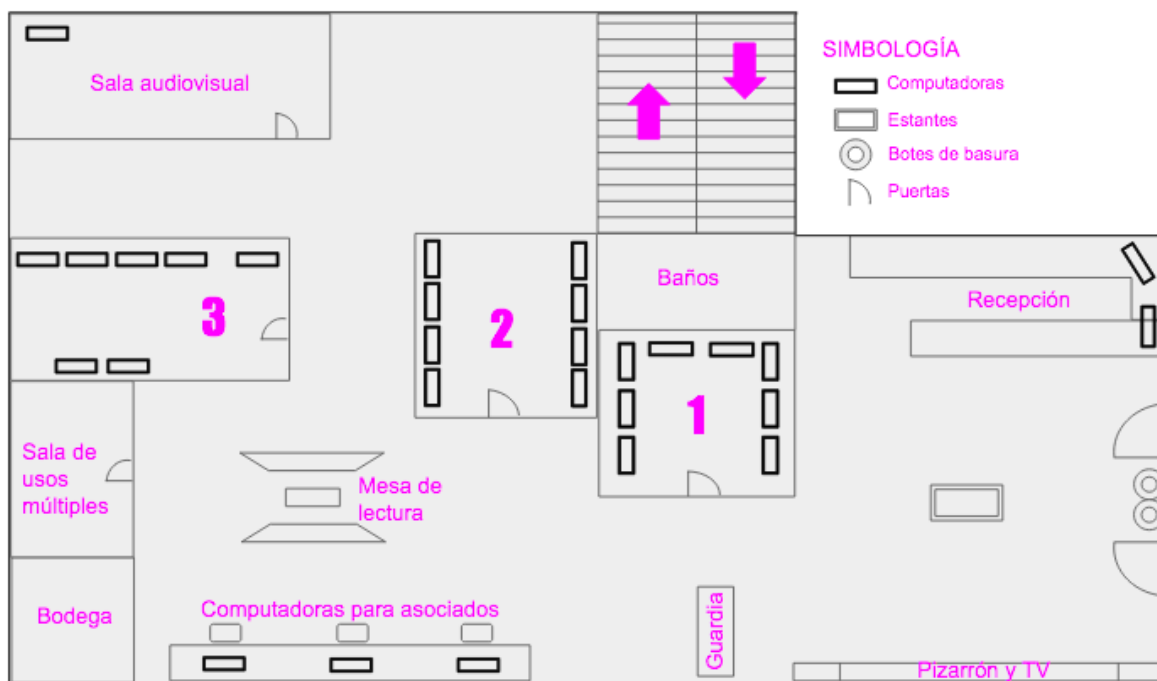 Sala audiovisual
SIMBOLOGÍA
Computadoras
Estantes
Botes de basura
Puertas
3
2
Baños
Recepción
1
Sala de
usos
múltiples
Mesa de
lectura
Bodega
Computadoras para asociados
Guardia
Pizarrón y TV